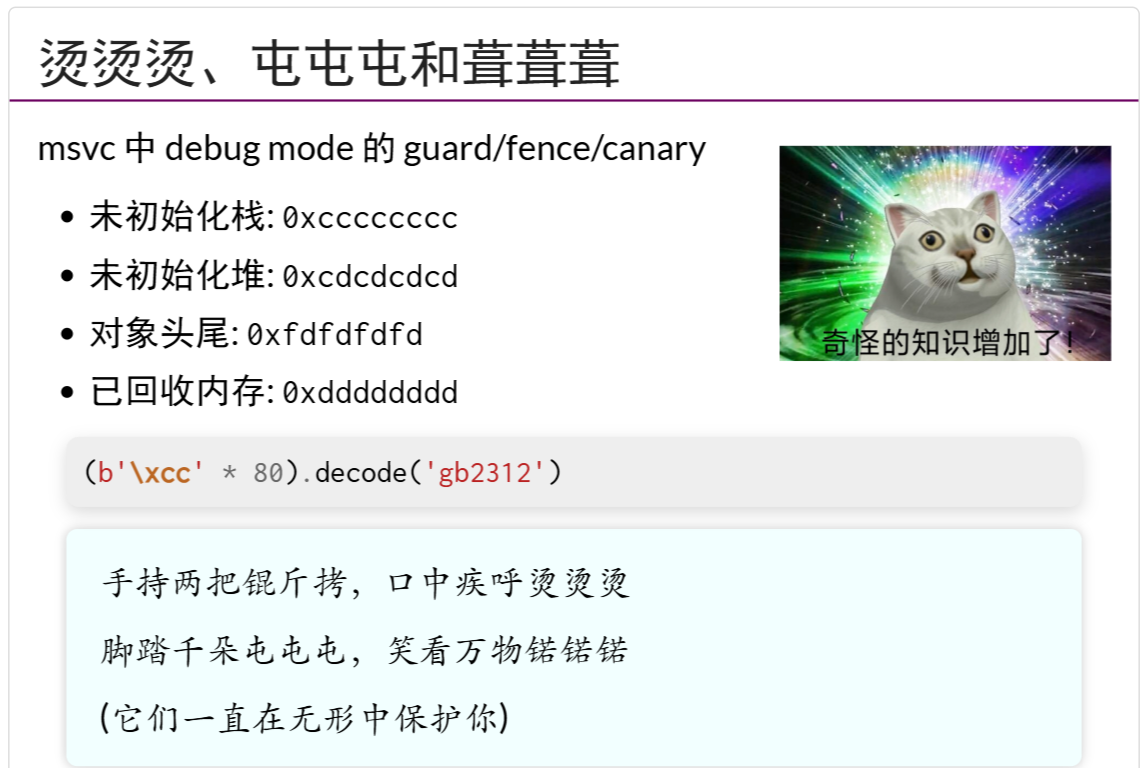 烫烫烫、屯屯屯和葺葺葺
msvc 中 debug mode 的 guard/fence/canary
• 未初始化栈: 0xcccccccc
• 未初始化堆: 0xcdcdcdcd
• 对象头尾: 0xfdfdfdfd
• 已回收内存: 0xdddddddd
奇怪的知识增加了!
(b'\xcc' * 80).decode('gb2312')
手持两把锟斤拷，口中疾呼烫烫烫
脚踏千朵屯屯屯，笑看万物锘锘锘
(它们一直在无形中保护你)